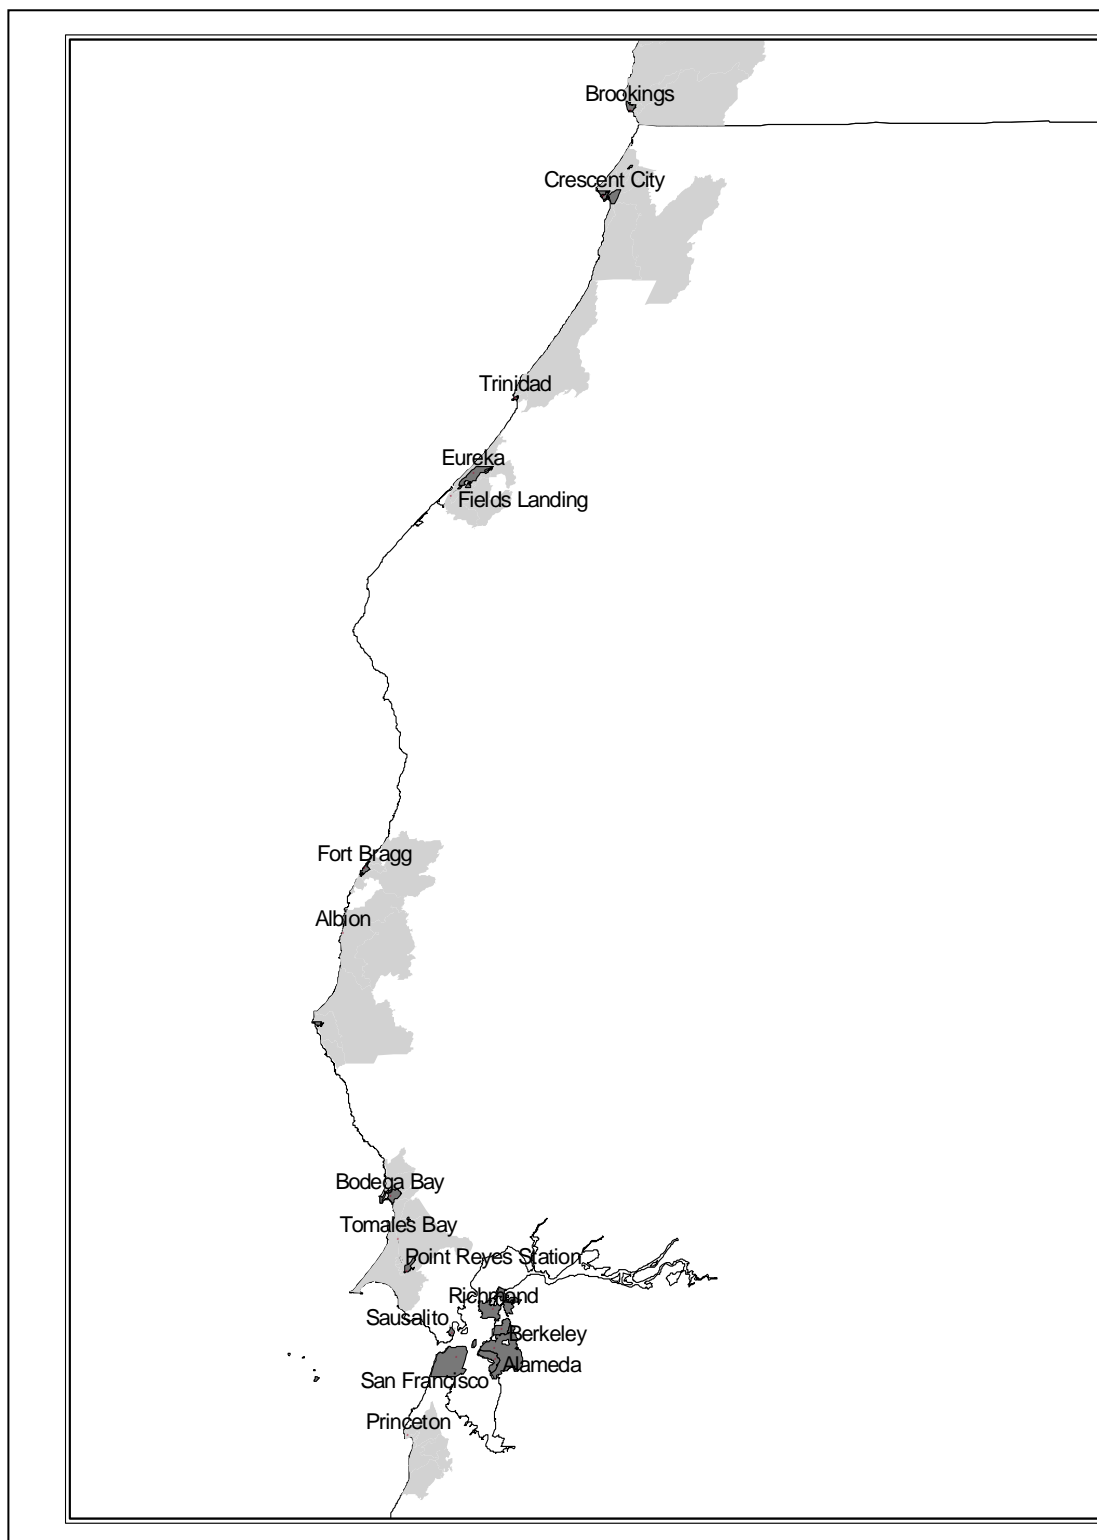 Brookings
Crescent City
Trinidad
Eureka
Fields Landing
Fort Bragg
Albion
Bodega Bay
Tomales Bay
Point Reyes Station
Richmond
Sausalito
Berkeley
Alameda
San Francisco
Princeton